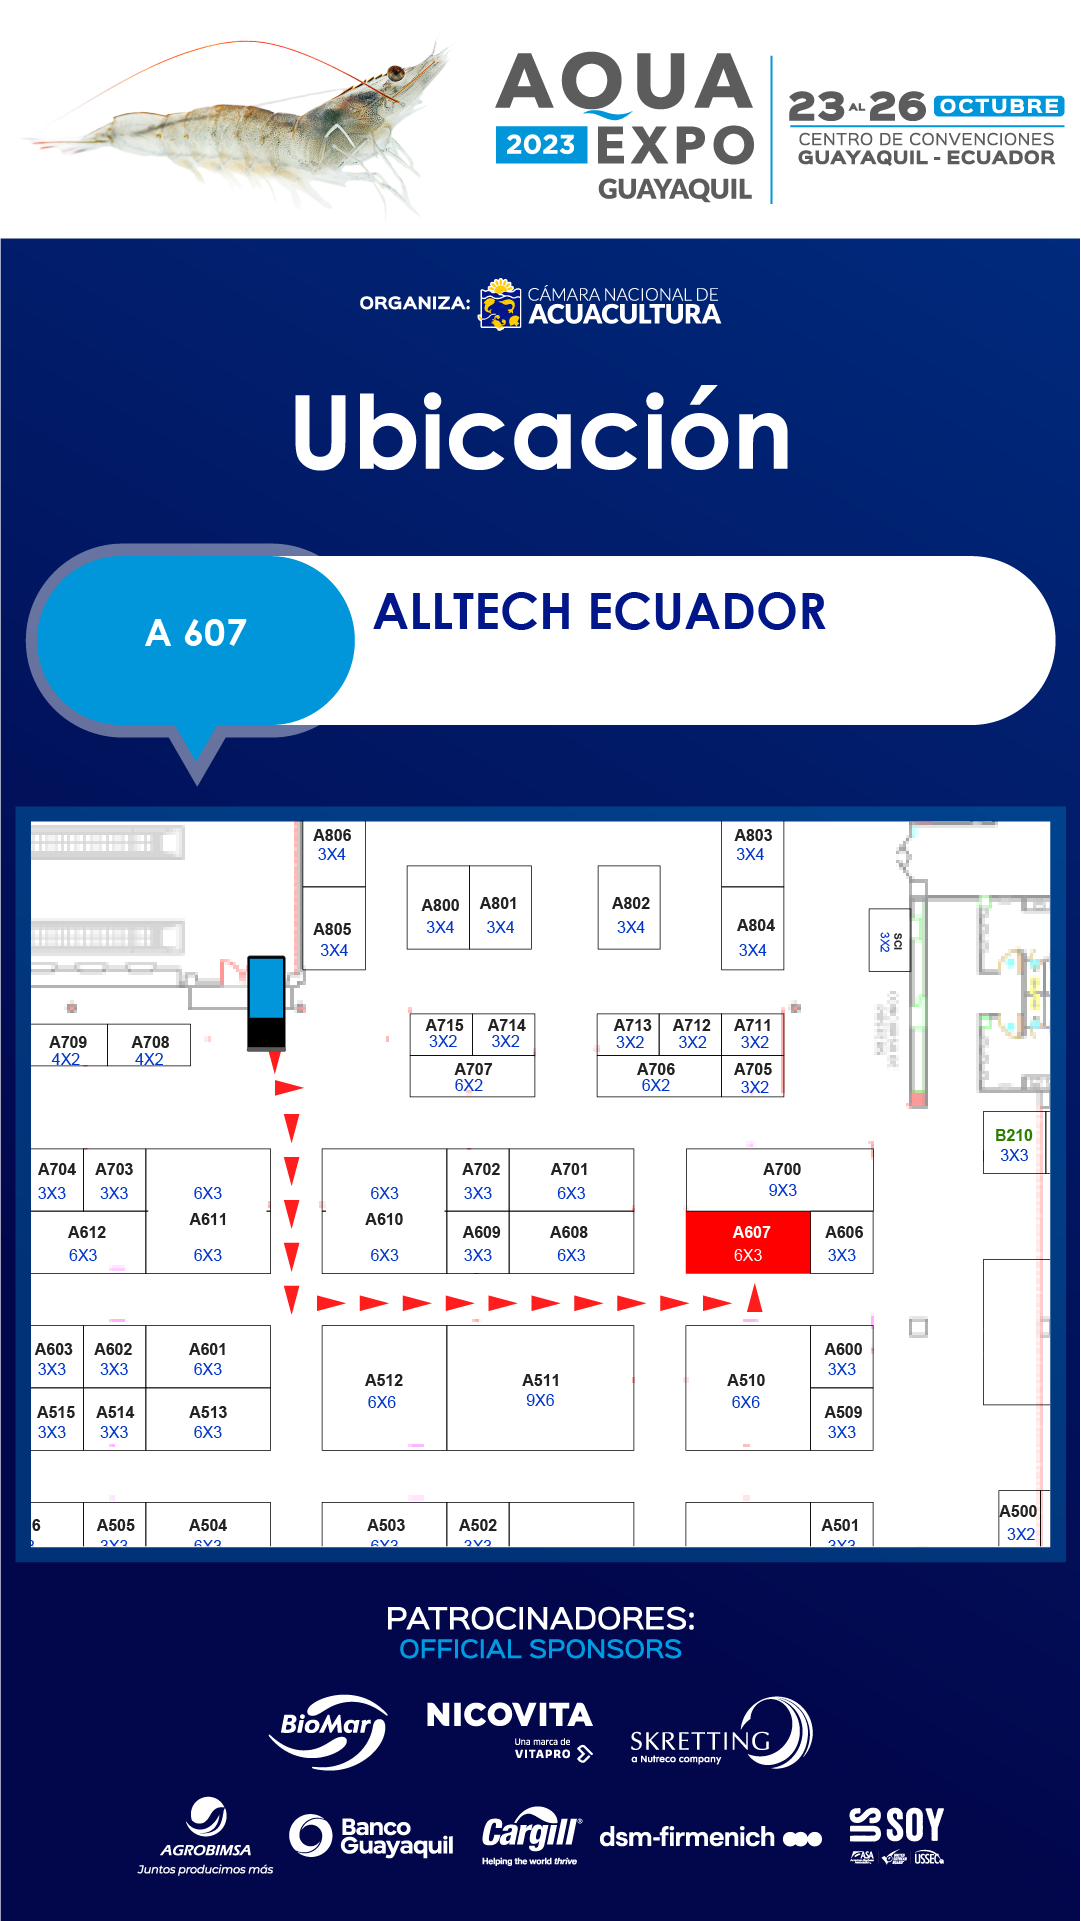 AQUA
2023 EXPO
GUAYAQUIL
23 AL 26 OCTUBRE
CENTRO DE CONVENCIONES
GUAYAQUIL - ECUADOR
ORGANIZA:
CÁMARA NACIONAL DE
ACUACULTURA
Ubicación
A 607
ALLTECH ECUADOR
A806
3X4
A803
3X4
A800
3X4
A801
3X4
A802
3X4
A805
3X4
A804
3X4
SCI
3X2
A709
4X2
A708
4X2
A715
3X2
A714
3X2
A713
3X2
A712
3X2
A711
3X2
A707
6X2
A706
6X2
A705
3X2
B210
3X3
A704
3X3
A703
3X3
6X3
A611
6X3
A612
6X3
6X3
A610
6X3
A702
3X3
A701
6X3
A609
3X3
A608
6X3
A700
9X3
A607
6X3
A606
3X3
A603
3X3
A602
3X3
A601
6X3
A512
6X6
A511
9X6
A510
6X6
A600
3X3
A515
3X3
A514
3X3
A513
6X3
A509
3X3
6
A505
3X3
A504
6X3
A503
6X3
A502
3X3
A501
3X3
A500
3X2
PATROCINADORES:
OFFICIAL SPONSORS
BioMar
NICOVITA
Una marca de
VITAPRO
SKRETTING
a Nutreco company
AGROBIMSA
Juntos producimos más
Banco
Guayaquil
Cargill®
Helping the world thrive
dsm-firmenich
US SOY
ASA
USSEC